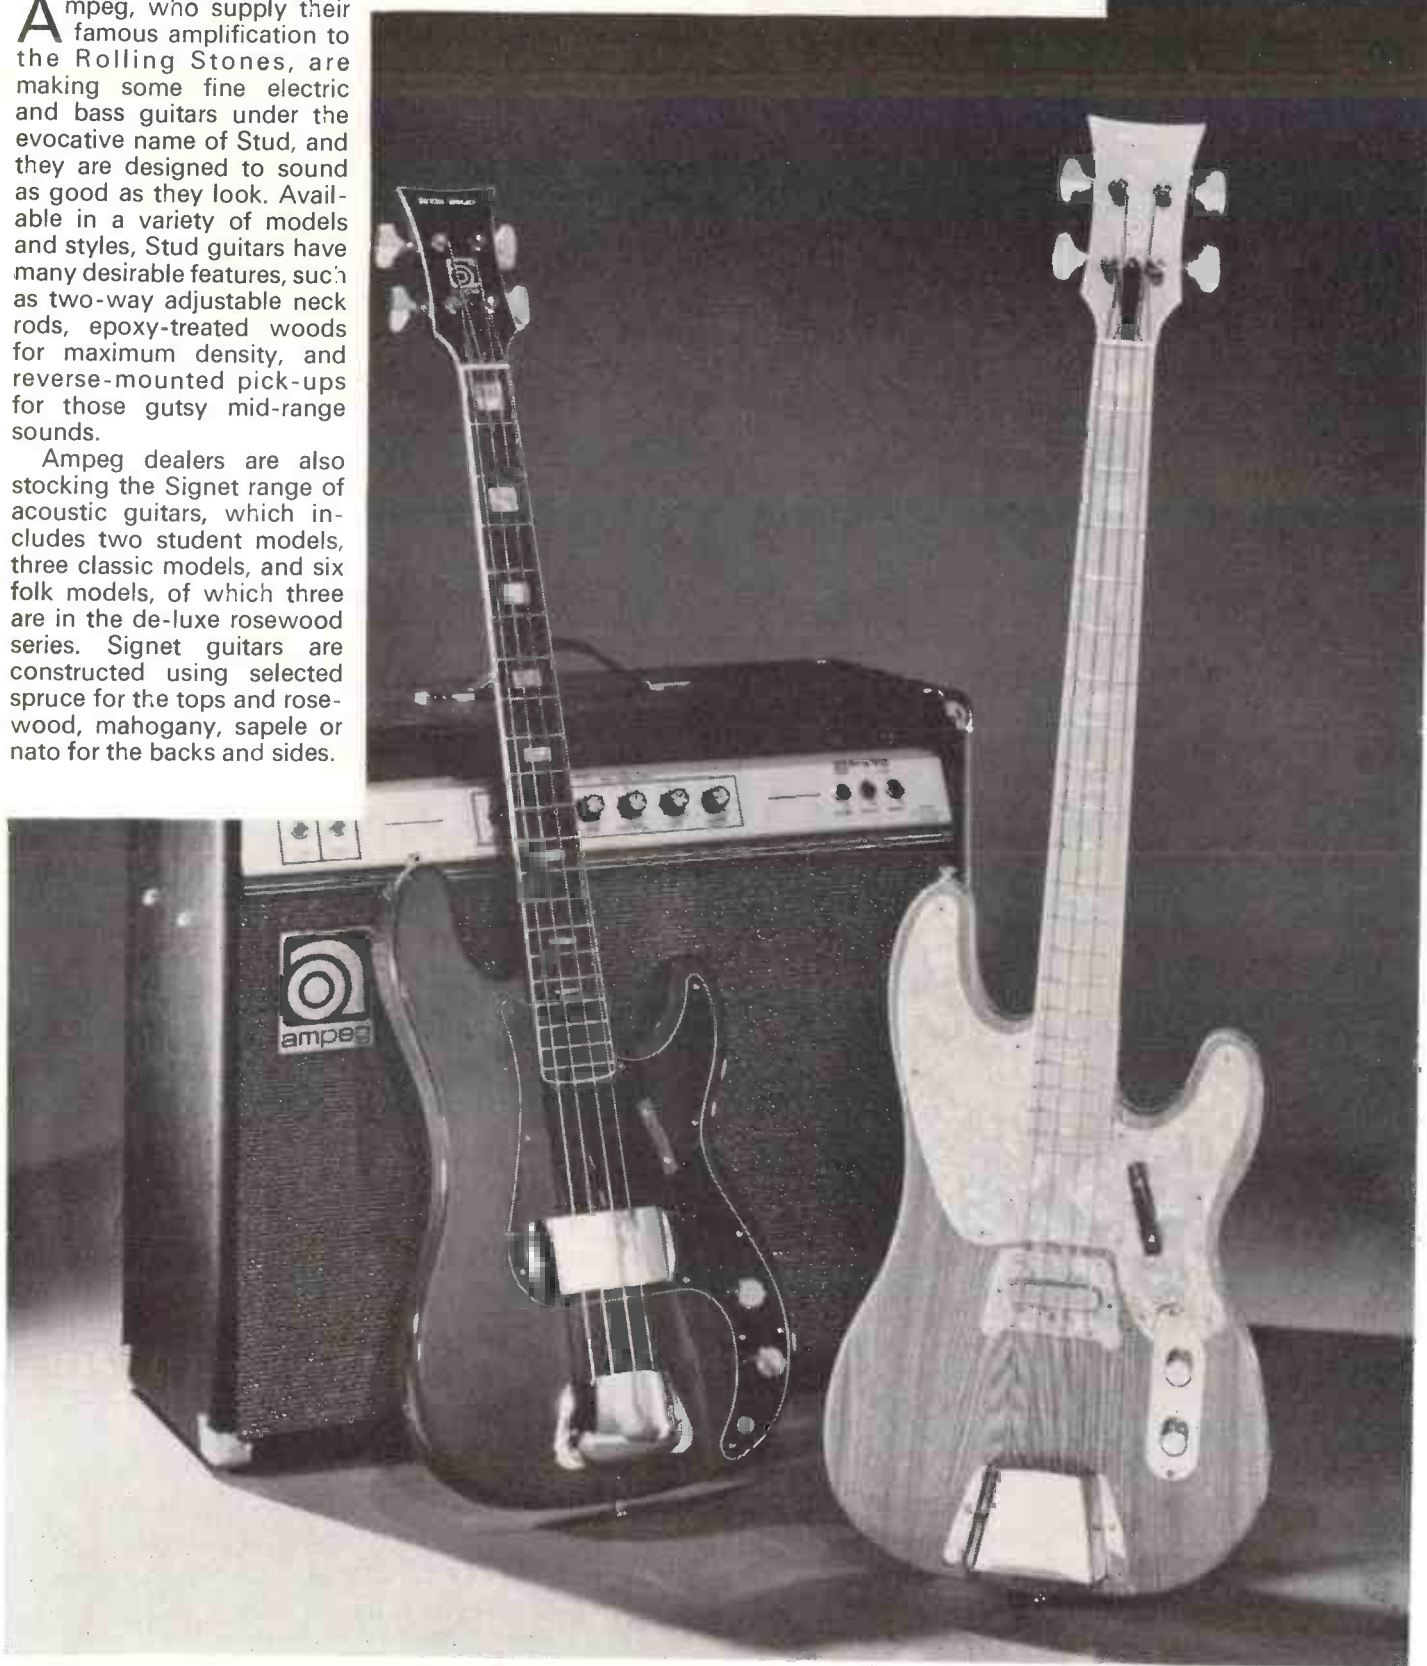 Ampeg, who supply their
famous amplification to
the Rolling Stones, are
making some fine electric
and bass guitars under the
evocative name of Stud, and
they are designed to sound
as good as they look. Avail-
able in a variety of models
and styles, Stud guitars have
many desirable features, such
as two-way adjustable neck
rods, epoxy-treated woods
for maximum density, and
reverse-mounted pick-ups
for those gutsy mid-range
sounds.
Ampeg dealers are also
stocking the Signet range of
acoustic guitars, which in-
cludes two student models,
three classic models, and six
folk models, of which three
are in the de-luxe rosewood
series. Signet guitars are
constructed using selected
spruce for the tops and rose-
wood, mahogany, sapele or
nato for the backs and sides.
ampeg